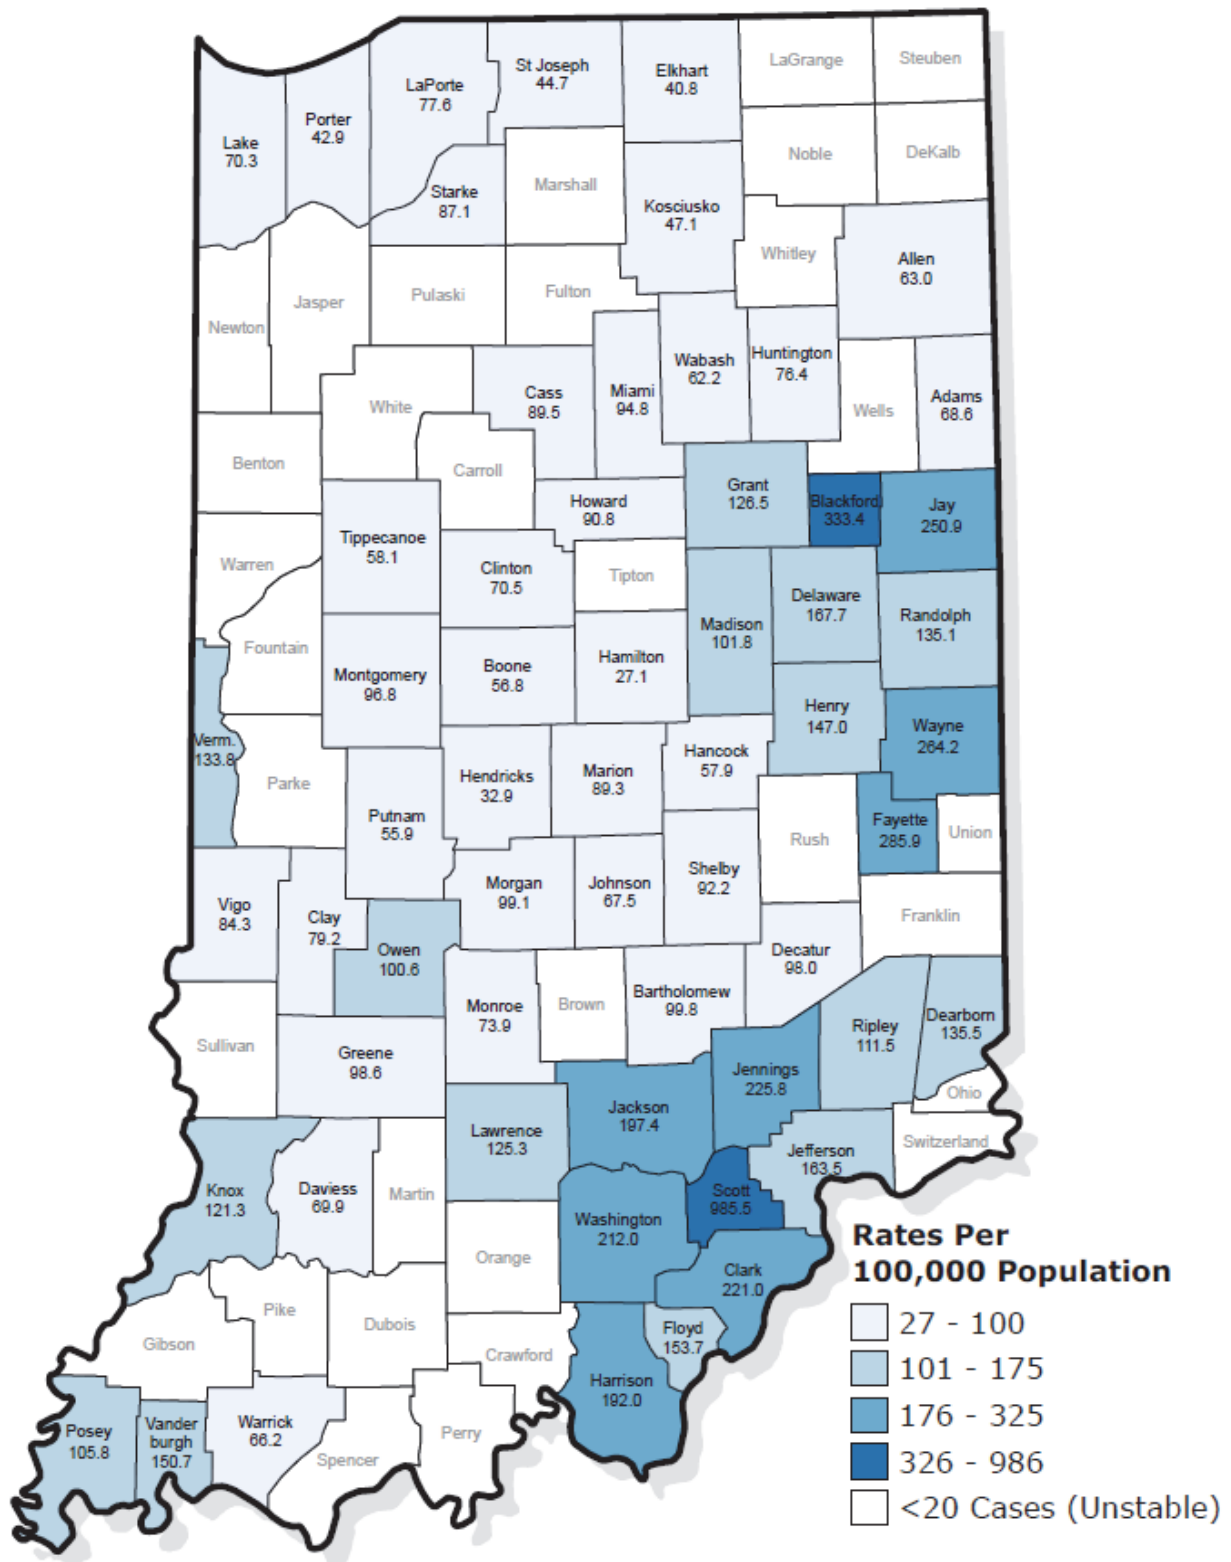 St Joseph
44.7
Elkhart
40.8
LaGrange
Steuben
LaPorte
77.6
Porter
42.9
Lake
70.3
Noble
DeKalb
Marshall
Starke
87.1
Kosciusko
47.1
Whitley
Allen
63.0
Newton
Jasper
Pulaski
Fulton
Wabash
62.2
Huntington
76.4
Cass
89.5
Miami
94.8
White
Wells
Adams
68.6
Benton
Carroll
Grant
126.5
Blackford
333.4
Jay
250.9
Howard
90.8
Tippecanoe
58.1
Warren
Clinton
70.5
Tipton
Delaware
167.7
Randolph
135.1
Madison
101.8
Fountain
Montgomery
96.8
Boone
56.8
Hamilton
27.1
Henry
147.0
Wayne
264.2
Verm.
133.8
Parke
Hendricks
32.9
Marion
89.3
Hancock
57.9
Putnam
55.9
Rush
Fayette
285.9
Union
Shelby
92.2
Morgan
99.1
Johnson
67.5
Vigo
84.3
Clay
79.2
Franklin
Owen
100.6
Decatur
98.0
Monroe
73.9
Brown
Bartholomew
99.8
Ripley
111.5
Dearborn
135.5
Sullivan
Greene
98.6
Jennings
225.8
Ohio
Jackson
197.4
Lawrence
125.3
Switzerland
Jefferson
163.5
Knox
121.3
Daviess
69.9
Martin
Scott
985.5
Washington
212.0
Orange
Clark
221.0
Rates Per
100,000 Population
27 - 100
101 - 175
176 - 325
326 - 986
<20 Cases (Unstable)
Pike
Dubois
Gibson
Floyd
153.7
Crawford
Harrison
192.0
Posey
105.8
Vander
burgh
150.7
Warrick
66.2
Spencer
Perry